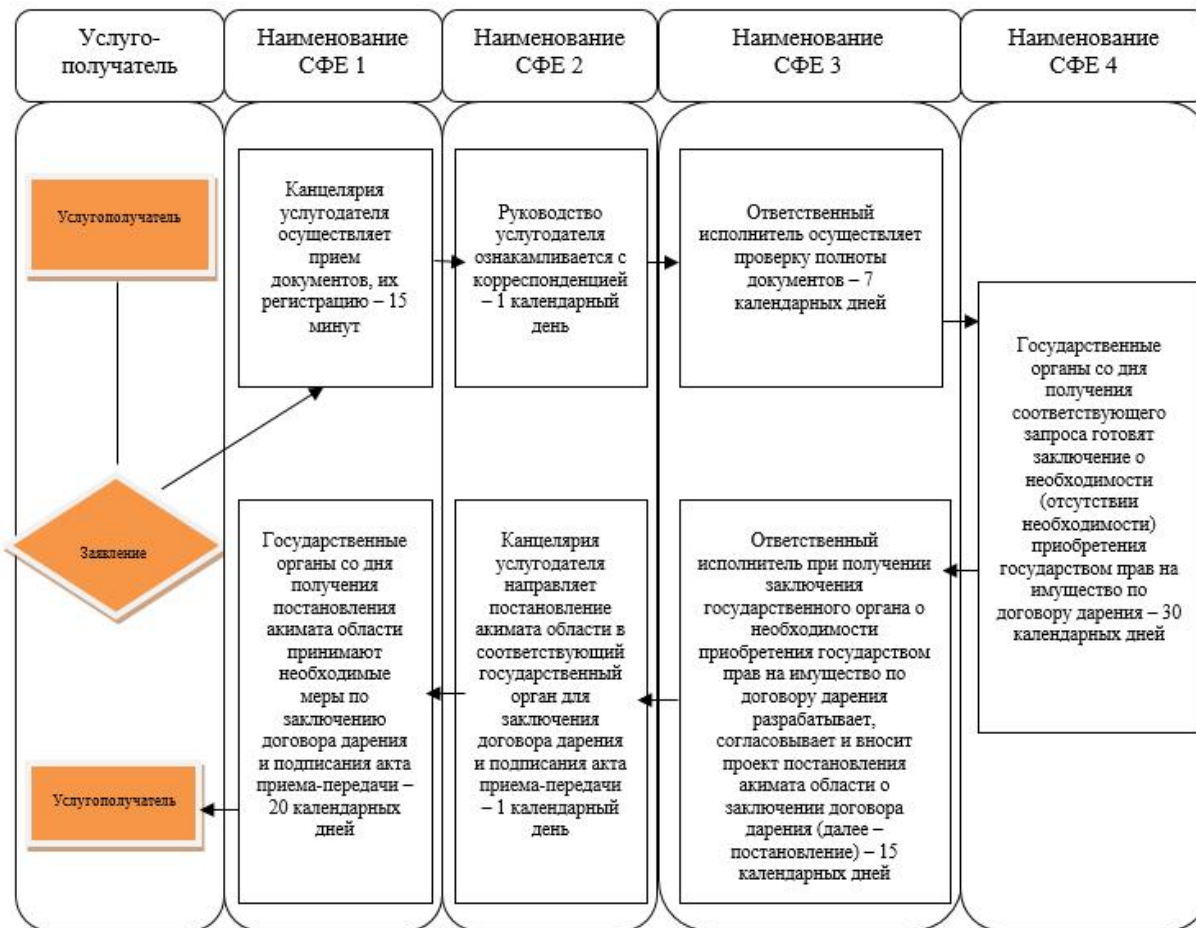 Услуго-
получатель
Наименование
СФЕ 1
Наименование
СФЕ 2
Наименование
СФЕ 3
Наименование
СФЕ 4
Услугополучатель
Заявление
Канцелярия
услугодателя
осуществляет
прием
документов, их
регистрацию – 15
минут
Руководство
услугодателя
ознакамливается с
корреспонденцией
– 1 календарный
день
Ответственный
исполнитель осуществляет
проверку полноты
документов – 7
календарных дней
Государственные
органы со дня
получения
соответствующего
запроса готовят
заключение о
необходимости
(отсутствии
необходимости)
приобретения
государством прав на
имущество по
договору дарения – 30
календарных дней
Ответственный
исполнитель при получении
заключения
государственного органа о
необходимости
приобретения государством
прав на имущество по
договору дарения
разрабатывает,
согласовывает и вносит
проект постановления
акимата области о
заключении договора
дарения (далее –
постановление) – 15
календарных дней
Канцелярия
услугодателя
направляет
постановление
акимата области в
соответствующий
государственный
орган для
заключения
договора дарения
и подписания акта
приема-передачи
– 1 календарный
день
Государственные
органы со дня
получения
постановления
акимата области
принимают
необходимые
меры по
заключению
договора дарения
и подписания акта
приема-передачи –
20 календарных
дней
Услугополучатель